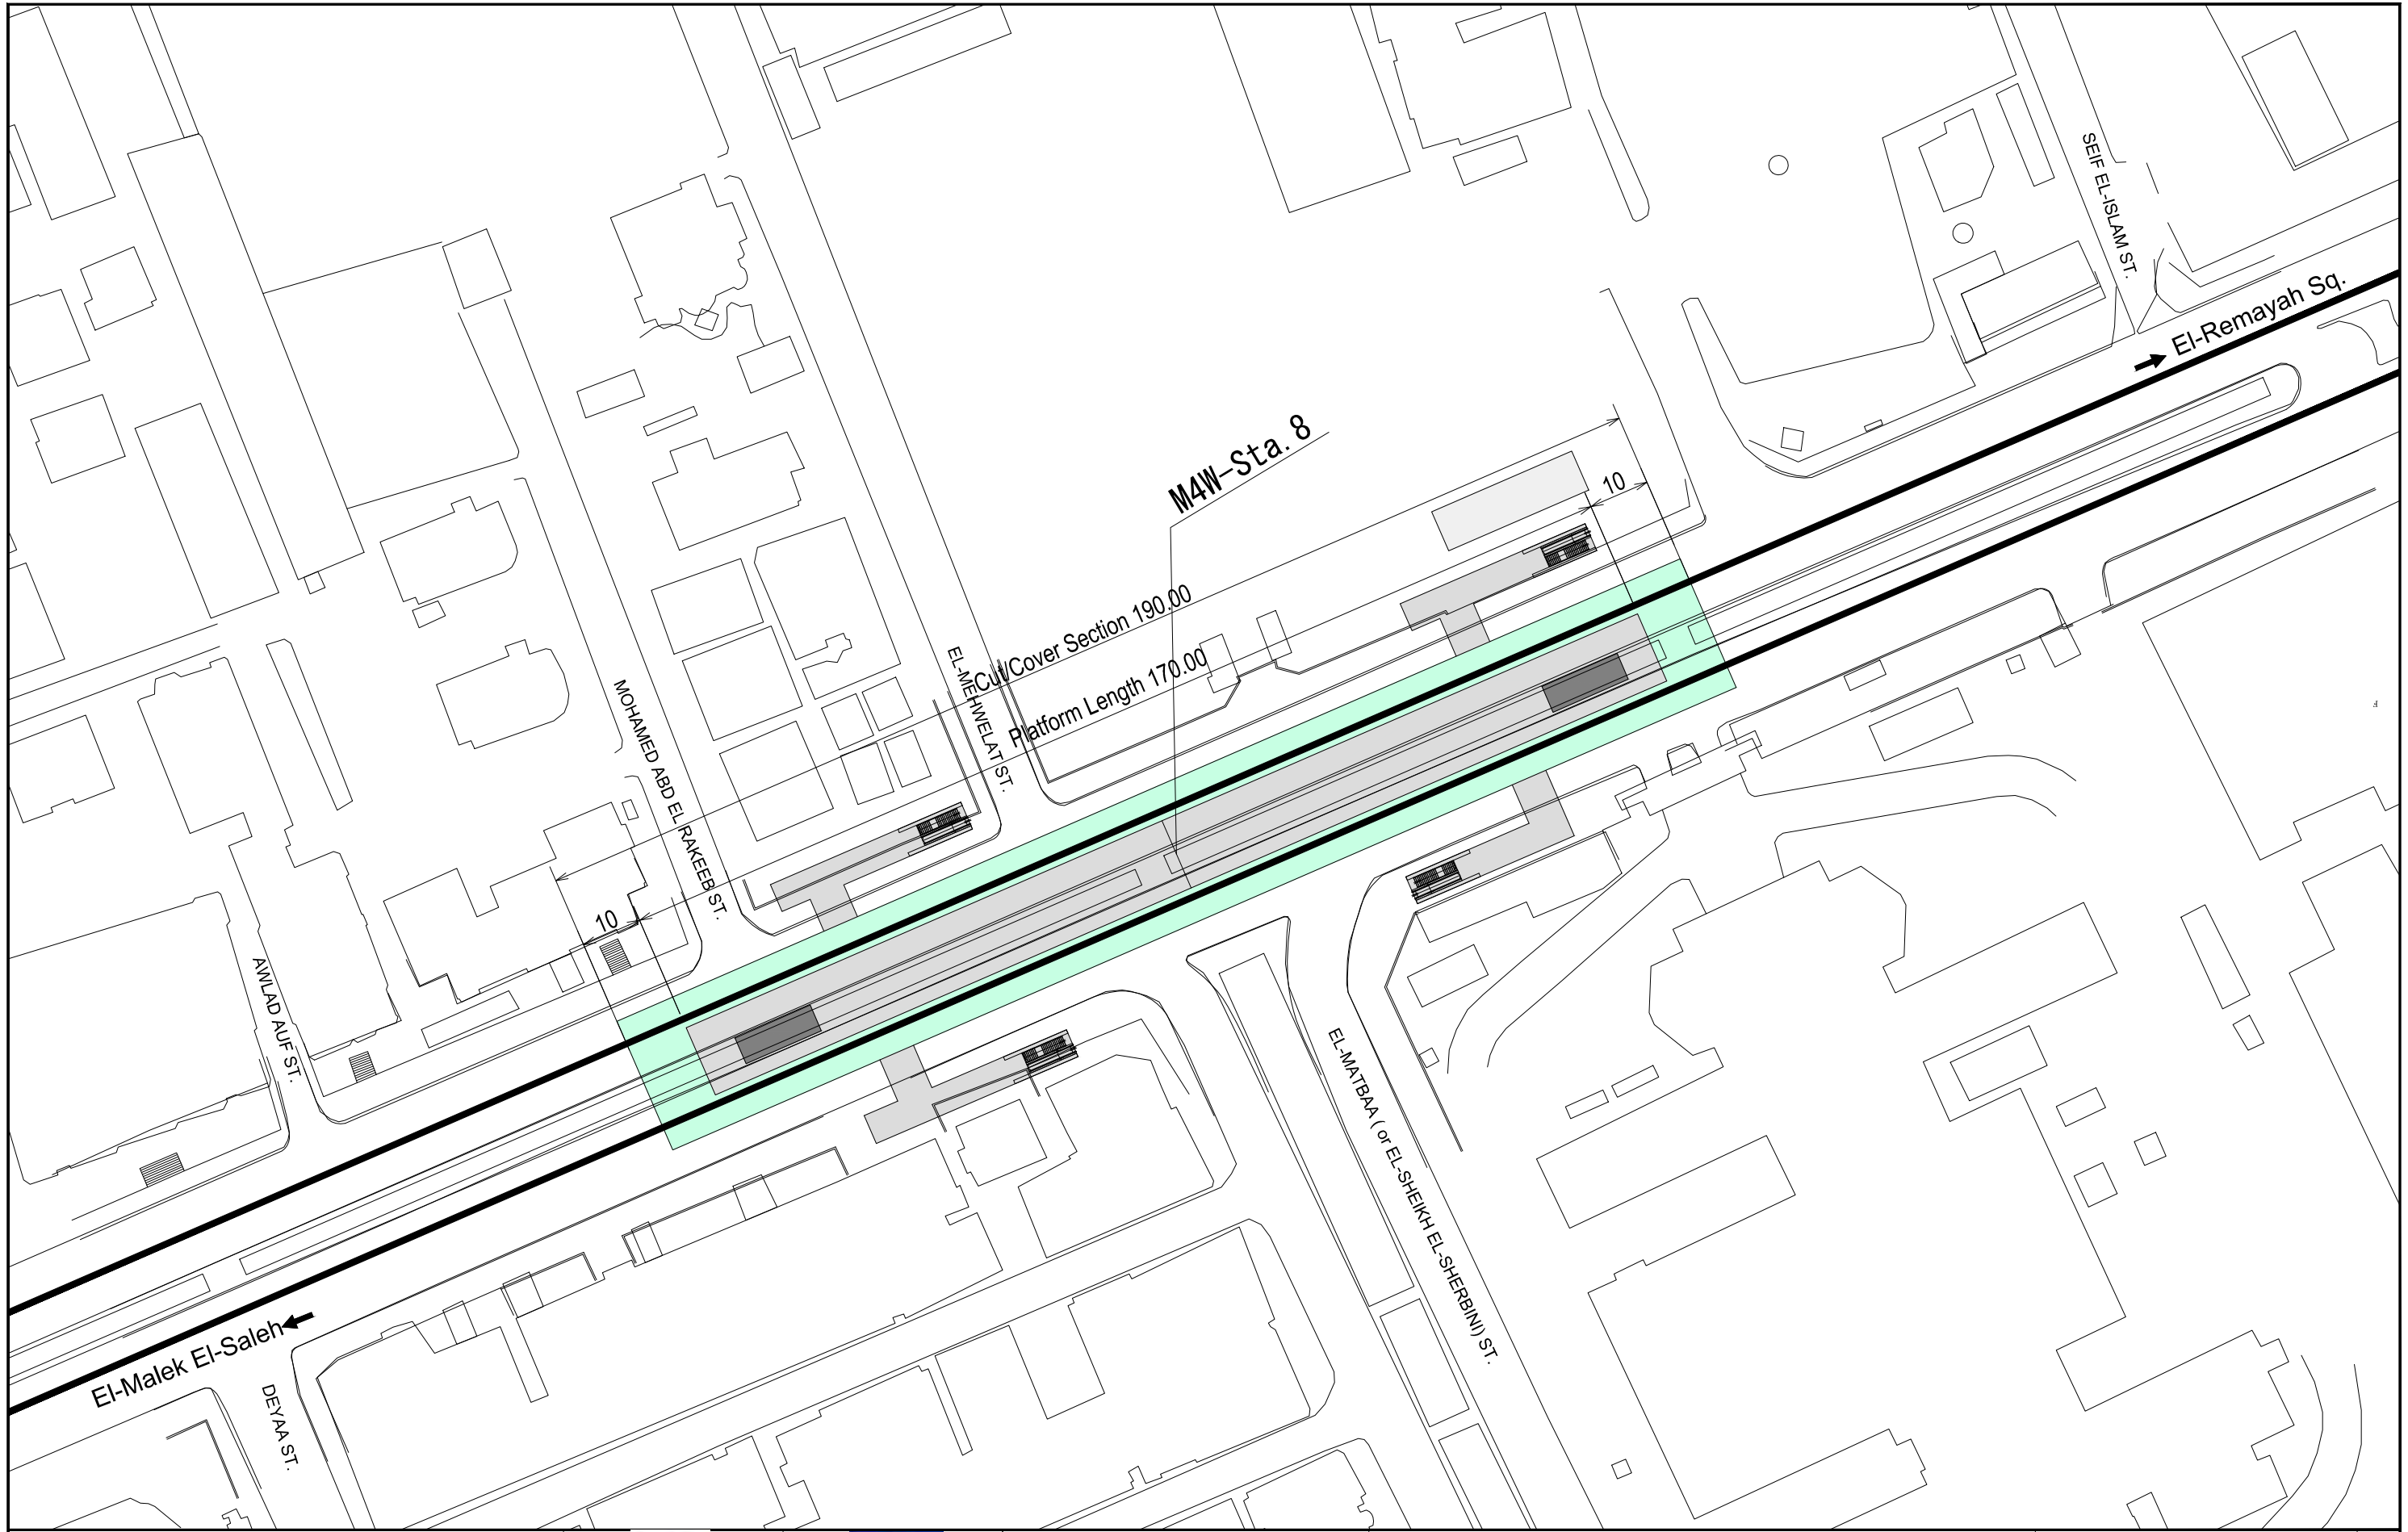 SEIF EL-ISLAM ST.
El-Remayah Sq.
M4W-Sta. 8
10
Cut/Cover Section 190.00
Platform Length 170.00
EL-MEHWELAT ST.
MOHAMED ABD EL RAKEEB ST.
10
AWLAD AUF ST.
EL-MATBAA ( or EL-SHEIKH EL-SHERBINI) ST.
El-Malek El-Saleh
DEYAA ST.